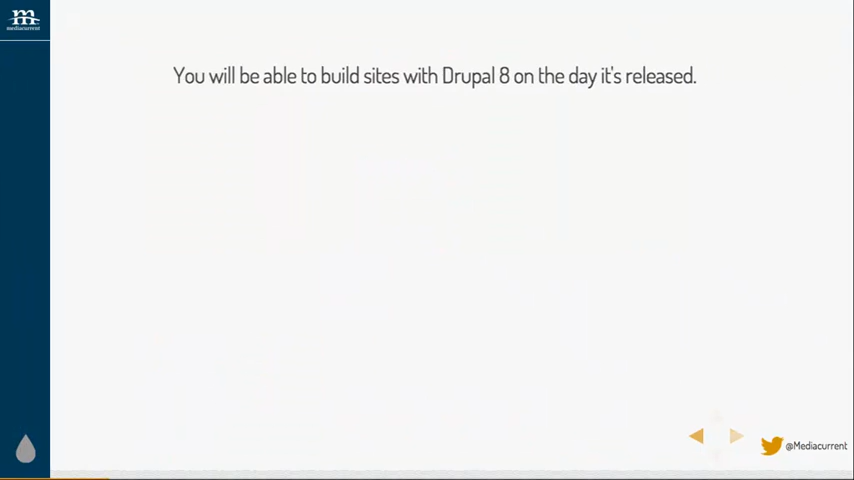 mediacurrent
You will be able to build sites with Drupal 8 on the day it's released.
@Mediacurrent